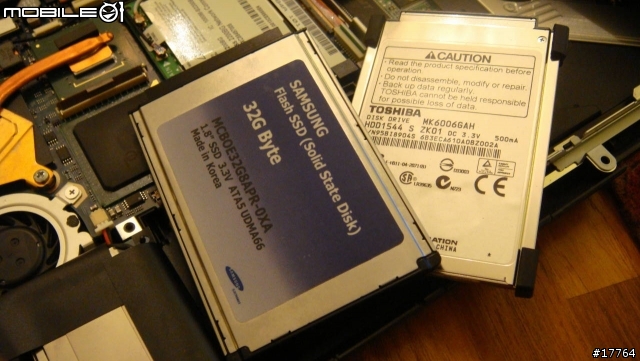 MOBILE01
SAMSUNG
Flash SSD (Solid State Disk)
32G Byte
MCBOE32G8APR-0XA
1.8" SSD 3.3V ATA5 UDMA66
Made in Korea
SAMSUNG
CAUTION
· Read the product specification before
operation.
· Do not disassemble, modify or repair.
· Back up data regularly.
TOSHIBA cannot be held responsible
for possible loss of data.
TOSHIBA
DISK DRIVE MK6006GAH
HDD1544 S ZK01 DC 3.3V 500mA
CHINA
#17764